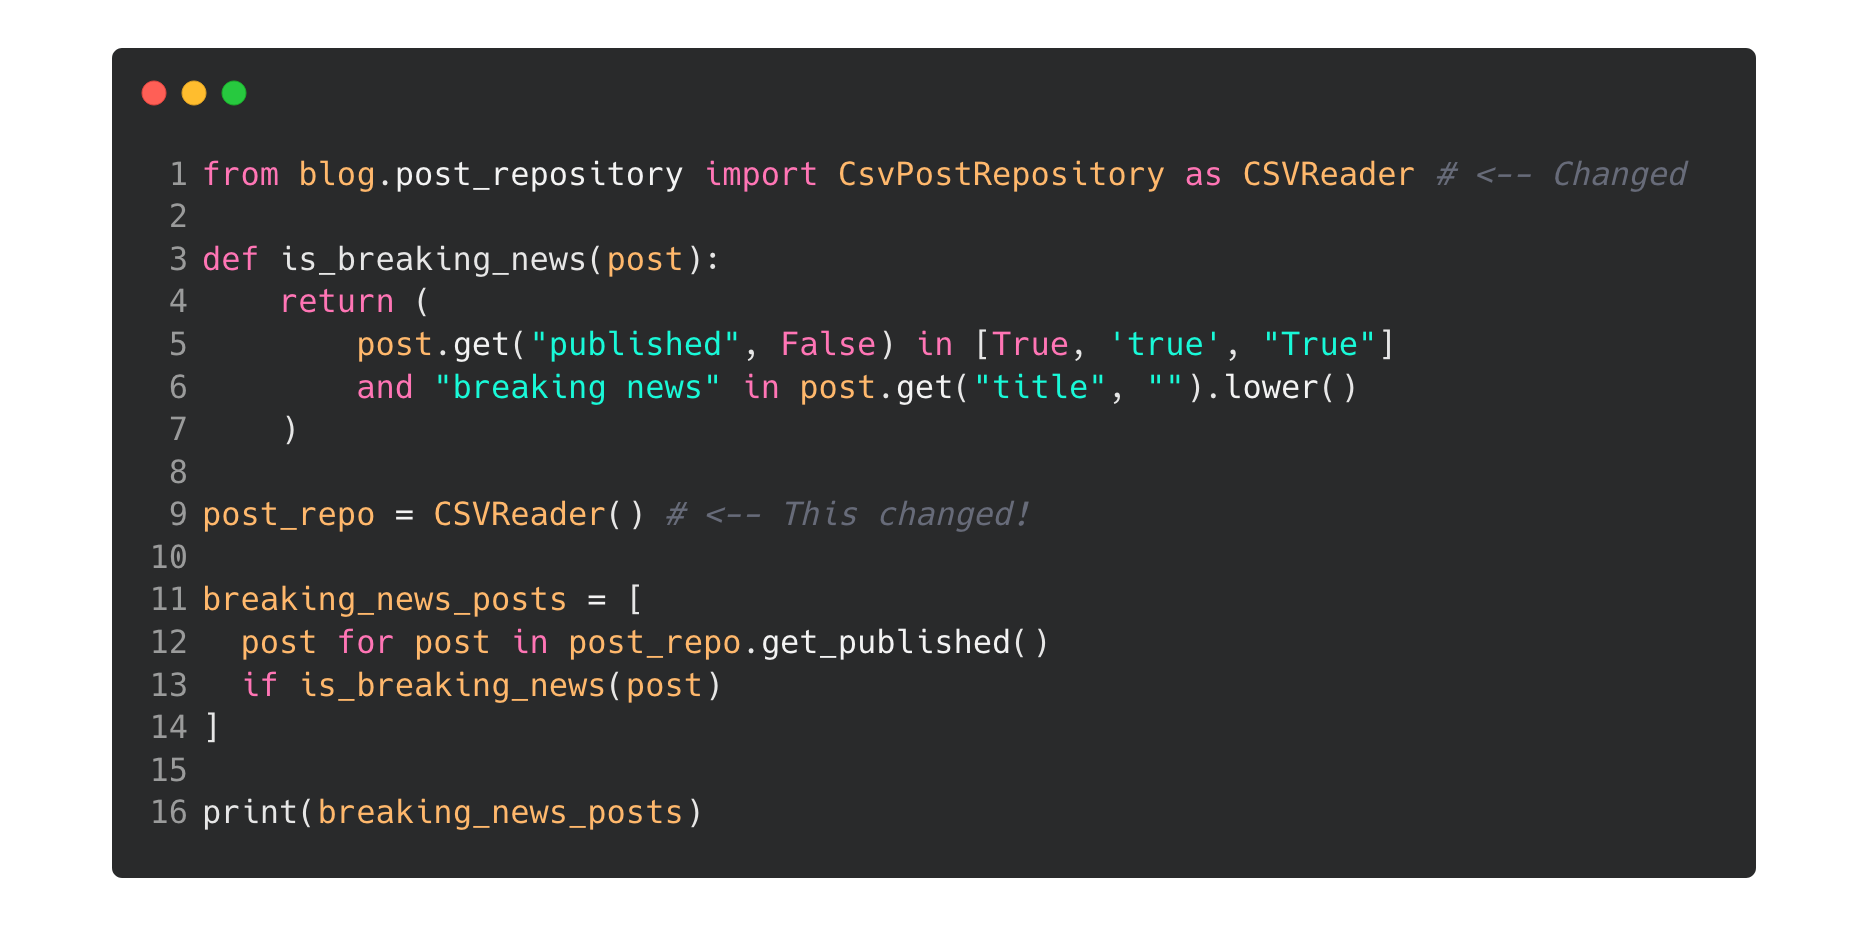 1 from blog.post_repository import CsvPostRepository as CSVReader # <-- Changed
2
3 def is_breaking_news(post):
4     return (
5         post.get("published", False) in [True, 'true', "True"]
6         and "breaking news" in post.get("title", "").lower()
7     )
8
9 post_repo = CSVReader() # <-- This changed!
10
11 breaking_news_posts = [
12   post for post in post_repo.get_published()
13   if is_breaking_news(post)
14 ]
15
16 print(breaking_news_posts)